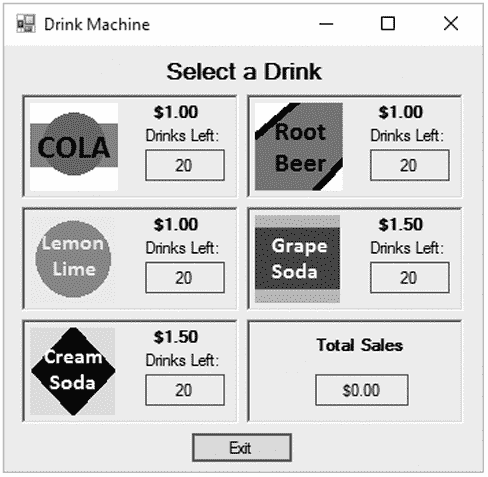 Drink Machine
Select a Drink
COLA
$1.00
Drinks Left:
20
Root
Beer
$1.00
Drinks Left:
20
Lemon
Lime
$1.00
Drinks Left:
20
Grape
Soda
$1.50
Drinks Left:
20
Cream
Soda
$1.50
Drinks Left:
20
Total Sales
$0.00
Exit